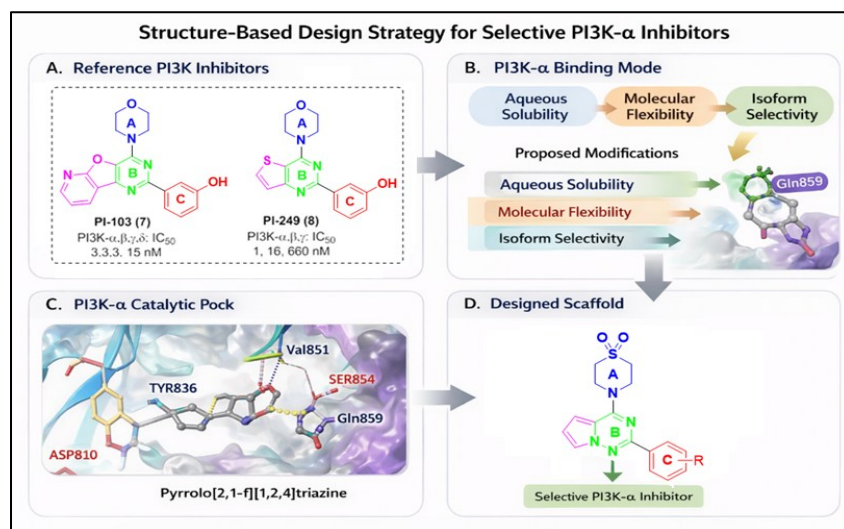 Structure-Based Design Strategy for Selective PI3K-α Inhibitors
A. Reference PI3K Inhibitors
O
A
N
O
N
N
B
N
C
OH
PI-103 (7)
PI3K-α,β,γ,δ: IC50
3.3.3. 15 nM
O
A
N
S
N
B
N
C
OH
PI-249 (8)
PI3K-α,β,γ: IC50
1, 16, 660 nM
B. PI3K-α Binding Mode
Aqueous
Solubility
Molecular
Flexibility
Isoform
Selectivity
Proposed Modifications
Aqueous Solubility
Molecular Flexibility
Isoform Selectivity
Gln859
C. PI3K-α Catalytic Pock
Val851
TYR836
SER854
Gln859
ASP810
Pyrrolo[2,1-f][1,2,4]triazine
D. Designed Scaffold
O O
S
A
N
B
N
N
N
C
R
Selective PI3K-α Inhibitor